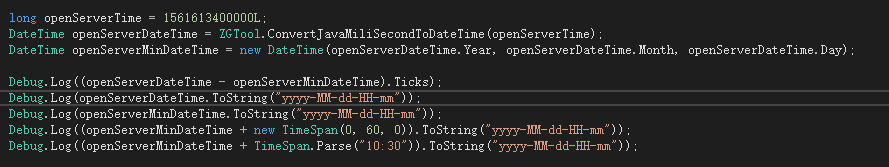 long openServerTime = 1561613400000L;
DateTime openServerDateTime = ZGTool.ConvertJavaMiliSecondToDateTime(openServerTime);
DateTime openServerMinDateTime = new DateTime(openServerDateTime.Year, openServerDateTime.Month, openServerDateTime.Day);
Debug.Log((openServerDateTime - openServerMinDateTime).Ticks);
Debug.Log(openServerDateTime.ToString("yyyy-MM-dd-HH-mm"));
Debug.Log(openServerMinDateTime.ToString("yyyy-MM-dd-HH-mm"));
Debug.Log((openServerMinDateTime + new TimeSpan(0, 60, 0)).ToString("yyyy-MM-dd-HH-mm"));
Debug.Log((openServerMinDateTime + TimeSpan.Parse("10:30")).ToString("yyyy-MM-dd-HH-mm"));